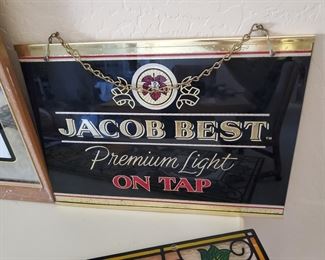 B
JACOB BEST
Premium Light
ON TAP